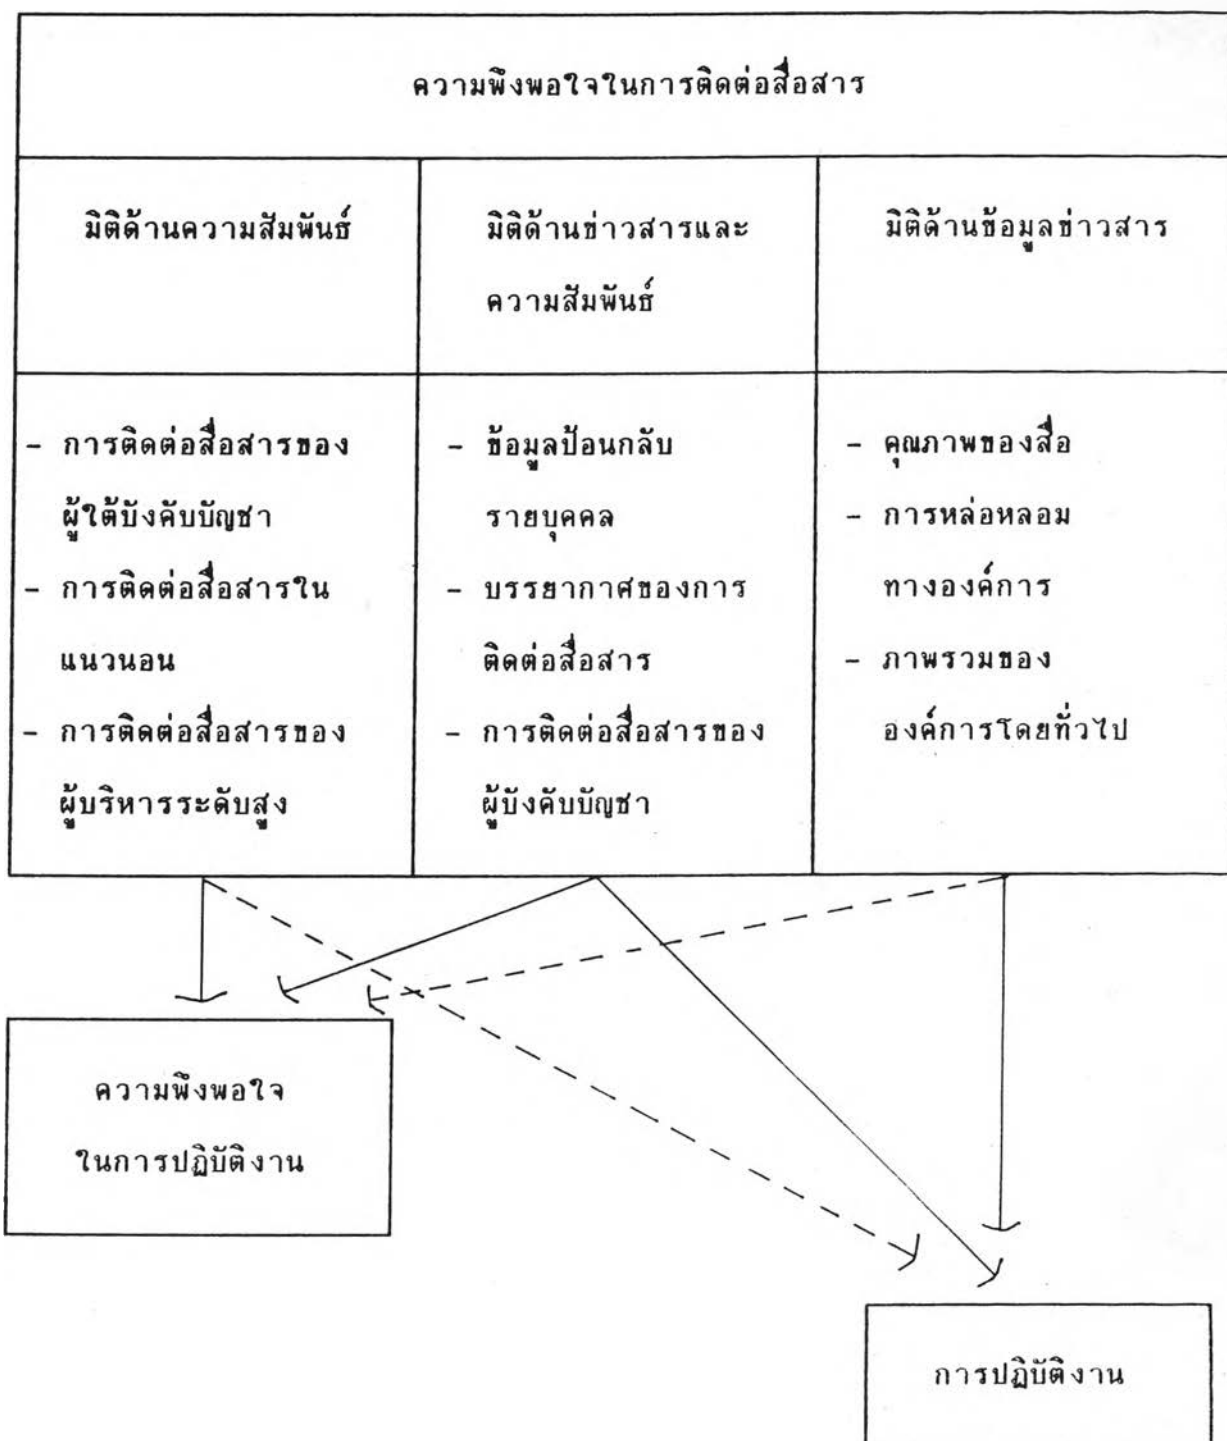 ความพึงพอใจในการติดต่อสื่อสาร
มิติด้านความสัมพันธ์
มิติด้านข่าวสารและ
ความสัมพันธ์
มิติด้านข้อมูลข่าวสาร
- การติดต่อสื่อสารของ
ผู้ใต้บังคับบัญชา
- การติดต่อสื่อสารใน
แนวนอน
- การติดต่อสื่อสารของ
ผู้บริหารระดับสูง
- ข้อมูลป้อนกลับ
รายบุคคล
- บรรยากาศของการ
ติดต่อสื่อสาร
- การติดต่อสื่อสารของ
ผู้บังคับบัญชา
- คุณภาพของสื่อ
- การหล่อหลอม
ทางองค์การ
- ภาพรวมของ
องค์การโดยทั่วไป
ความพึงพอใจ
ในการปฏิบัติงาน
การปฏิบัติงาน